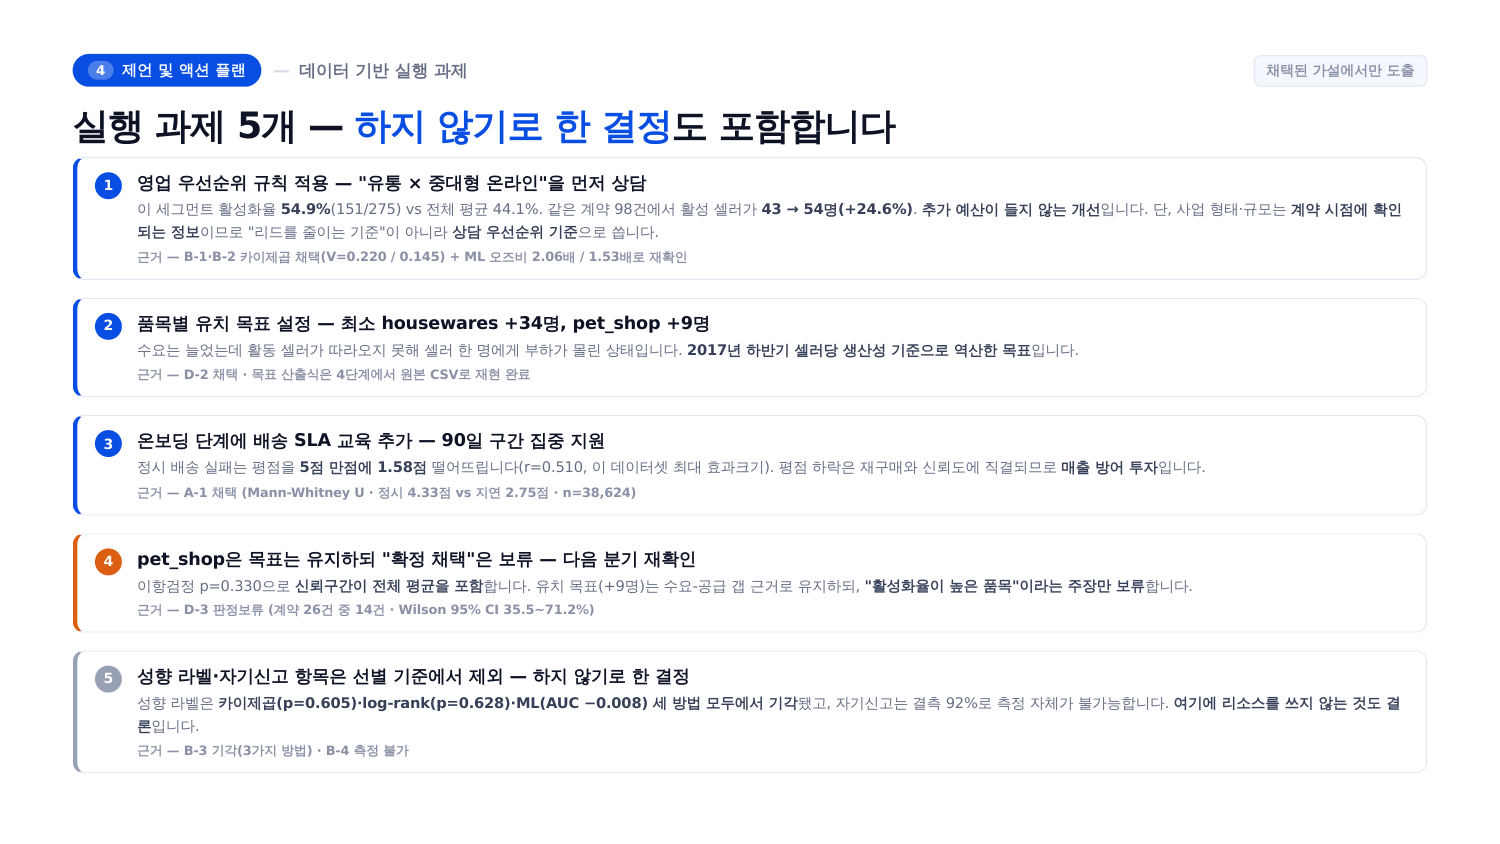 4 제언 및 액션 플랜 — 데이터 기반 실행 과제
채택된 가설에서만 도출
실행 과제 5개 — 하지 않기로 한 결정도 포함합니다
1 영업 우선순위 규칙 적용 — "유통 × 중대형 온라인"을 먼저 상담
이 세그먼트 활성화율 54.9%(151/275) vs 전체 평균 44.1%. 같은 계약 98건에서 활성 셀러가 43 → 54명(+24.6%). 추가 예산이 들지 않는 개선입니다. 단, 사업 형태·규모는 계약 시점에 확인
되는 정보이므로 "리드를 줄이는 기준"이 아니라 상담 우선순위 기준으로 씁니다.
근거 — B-1·B-2 카이제곱 채택(V=0.220 / 0.145) + ML 오즈비 2.06배 / 1.53배로 재확인
2 품목별 유치 목표 설정 — 최소 housewares +34명, pet_shop +9명
수요는 늘었는데 활동 셀러가 따라오지 못해 셀러 한 명에게 부하가 몰린 상태입니다. 2017년 하반기 셀러당 생산성 기준으로 역산한 목표입니다.
근거 — D-2 채택 · 목표 산출식은 4단계에서 원본 CSV로 재현 완료
3 온보딩 단계에 배송 SLA 교육 추가 — 90일 구간 집중 지원
정시 배송 실패는 평점을 5점 만점에 1.58점 떨어뜨립니다(r=0.510, 이 데이터셋 최대 효과크기). 평점 하락은 재구매와 신뢰도에 직결되므로 매출 방어 투자입니다.
근거 — A-1 채택 (Mann-Whitney U · 정시 4.33점 vs 지연 2.75점 · n=38,624)
4 pet_shop은 목표는 유지하되 "확정 채택"은 보류 — 다음 분기 재확인
이항검정 p=0.330으로 신뢰구간이 전체 평균을 포함합니다. 유치 목표(+9명)는 수요-공급 갭 근거로 유지하되, "활성화율이 높은 품목"이라는 주장만 보류합니다.
근거 — D-3 판정보류 (계약 26건 중 14건 · Wilson 95% CI 35.5~71.2%)
5 성향 라벨·자기신고 항목은 선별 기준에서 제외 — 하지 않기로 한 결정
성향 라벨은 카이제곱(p=0.605)·log-rank(p=0.628)·ML(AUC −0.008) 세 방법 모두에서 기각됐고, 자기신고는 결측 92%로 측정 자체가 불가능합니다. 여기에 리소스를 쓰지 않는 것도 결
론입니다.
근거 — B-3 기각(3가지 방법) · B-4 측정 불가